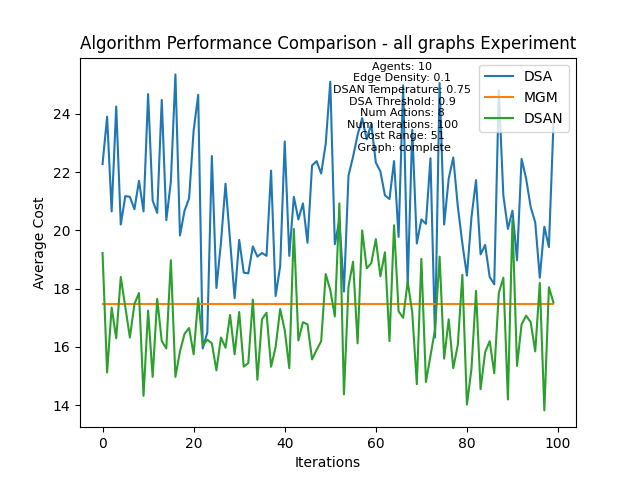 Algorithm Performance Comparison - all graphs Experiment
Agents: 10
Edge Density: 0.1
DSAN Temperature: 0.75
DSA Threshold: 0.9
Num Actions: 8
Num Iterations: 100
Cost Range: 51
Graph: complete
DSA
MGM
DSAN
Average Cost
24
22
20
18
16
14
0
20
40
60
80
100
Iterations